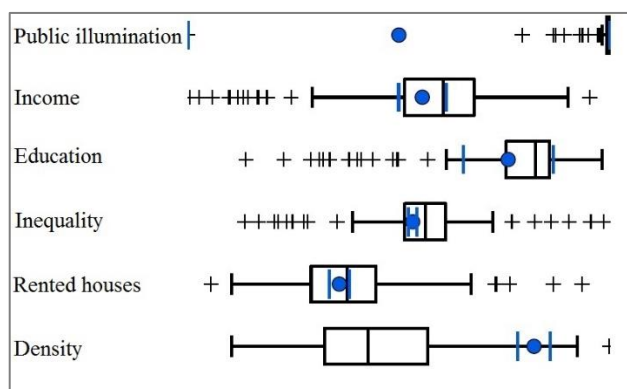 Public illumination
Income
Education
Inequality
Rented houses
Density